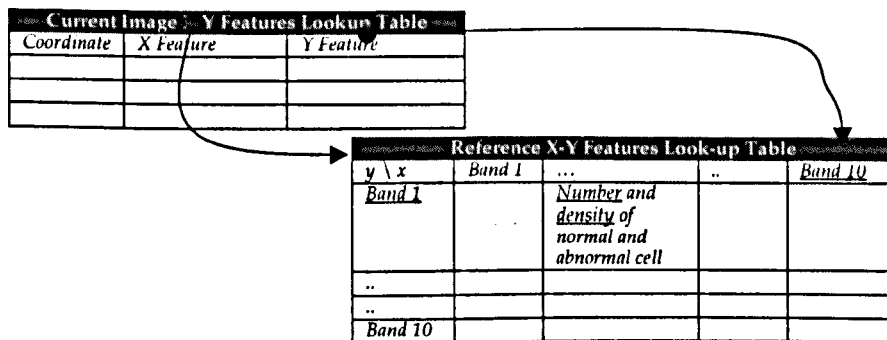 Current Image Y Features Lookup Table
Coordinate X Feature Y Feature
Reference X-Y Features Look-up Table
y \ x Band 1 ... .. Band 10
Band 1 Number and
density of
normal and
abnormal cell
..
..
Band 10